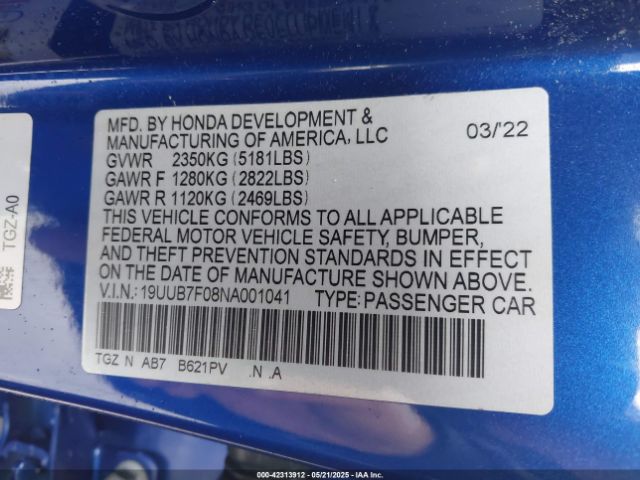 MFD. BY HONDA DEVELOPMENT &
MANUFACTURING OF AMERICA, LLC 03/'22
GVWR 2350KG (5181LBS)
GAWR F 1280KG (2822LBS)
GAWR R 1120KG (2469LBS)
THIS VEHICLE CONFORMS TO ALL APPLICABLE
FEDERAL MOTOR VEHICLE SAFETY, BUMPER,
AND THEFT PREVENTION STANDARDS IN EFFECT
ON THE DATE OF MANUFACTURE SHOWN ABOVE.
V.I.N.: 19UUB7F08NA001041 TYPE: PASSENGER CAR
TGZ N AB7 B621PV .N .A
TGZ-A0
000-42313912 - 05/21/2025 - IAAI.COM